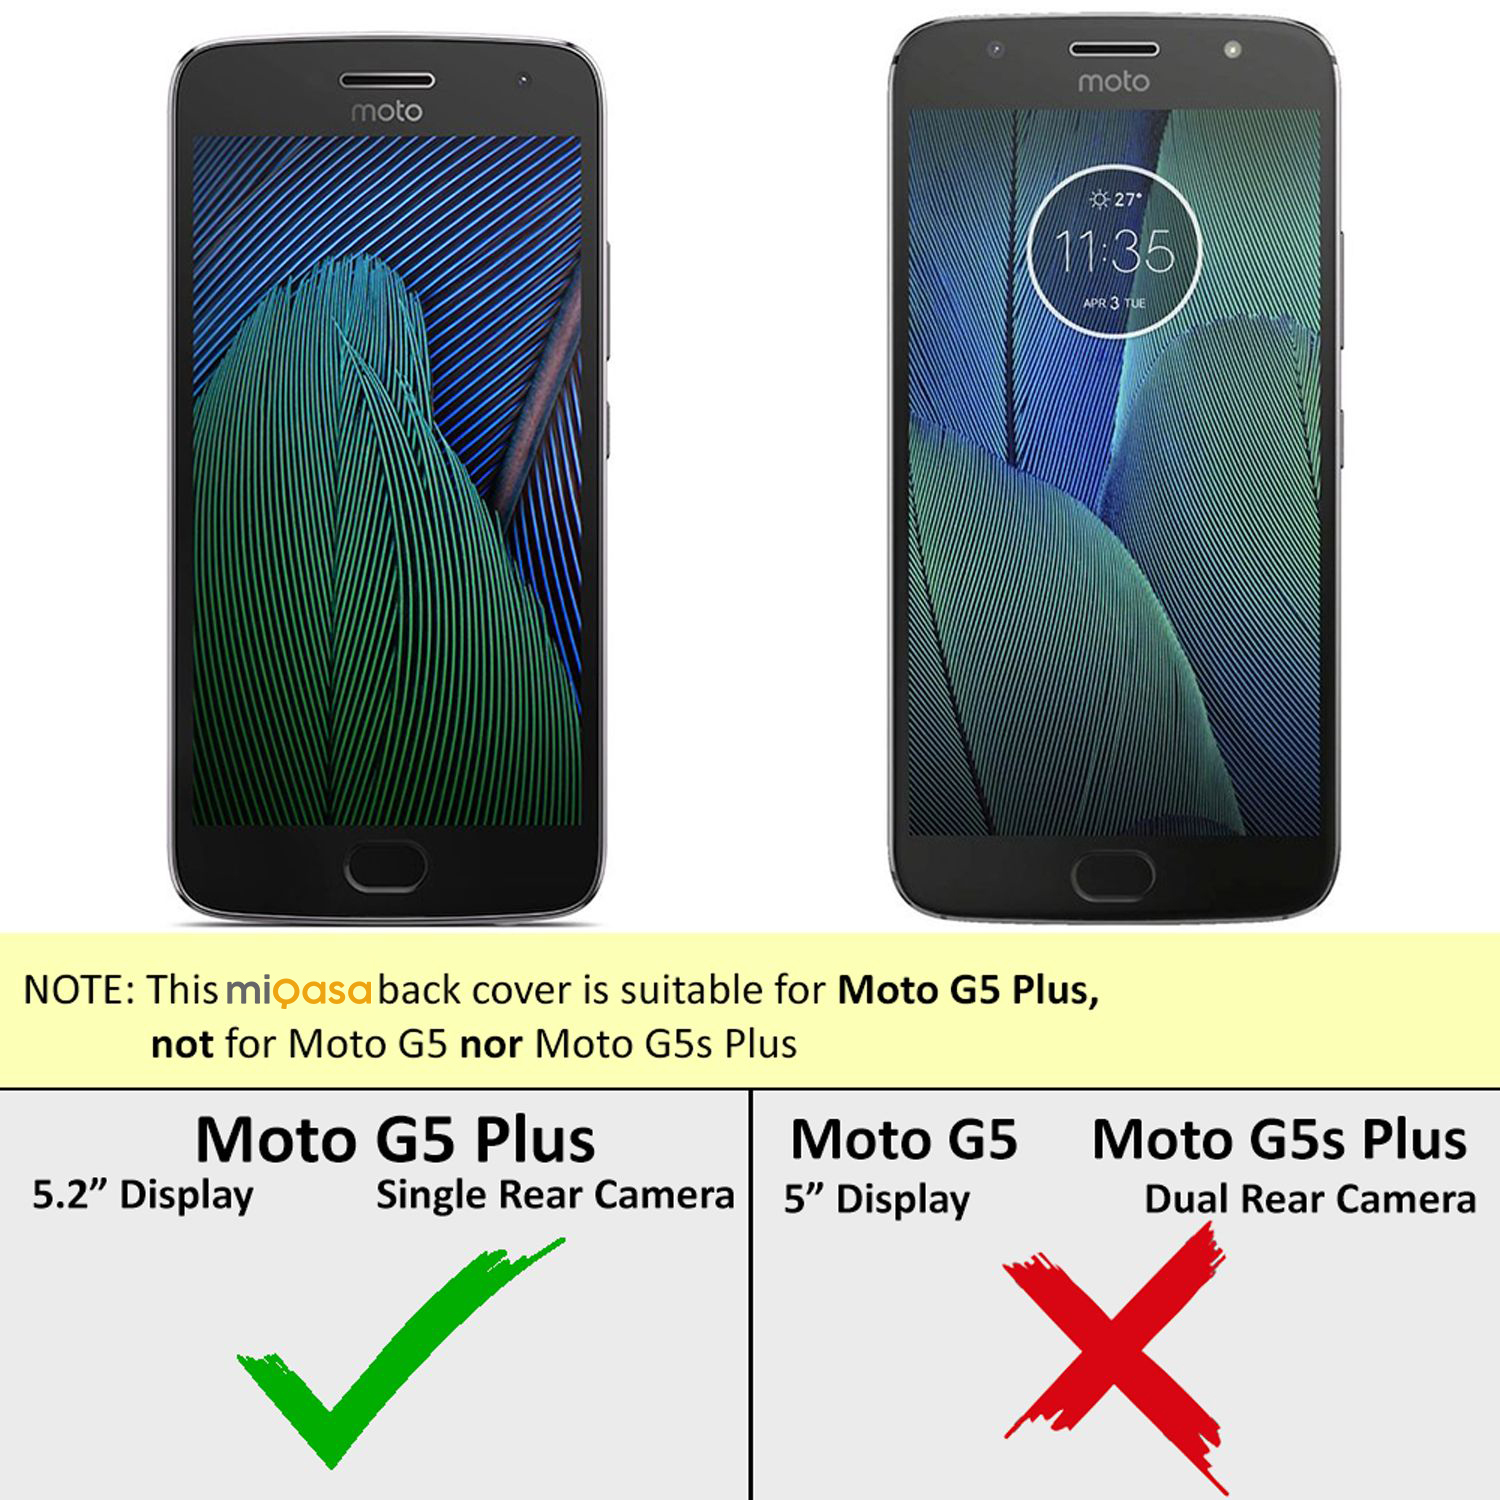 moto
moto
27°
11:35
APR 3 TUE
NOTE: This miQasa back cover is suitable for Moto G5 Plus,
not for Moto G5 nor Moto G5s Plus
Moto G5 Plus
5.2” Display Single Rear Camera
Moto G5 Moto G5s Plus
5” Display Dual Rear Camera